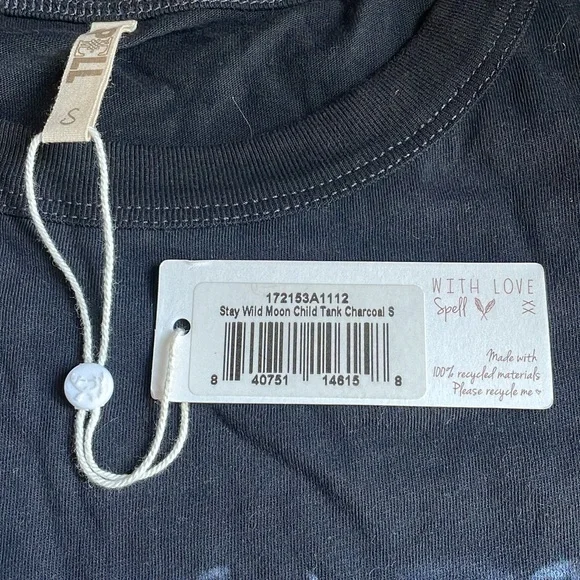 SPELL
S
172153A1112
Stay Wild Moon Child Tank Charcoal S
8 40751 14615 8
WITH LOVE
Spell
XX
Made with
100% recycled materials
Please recycle me ♥